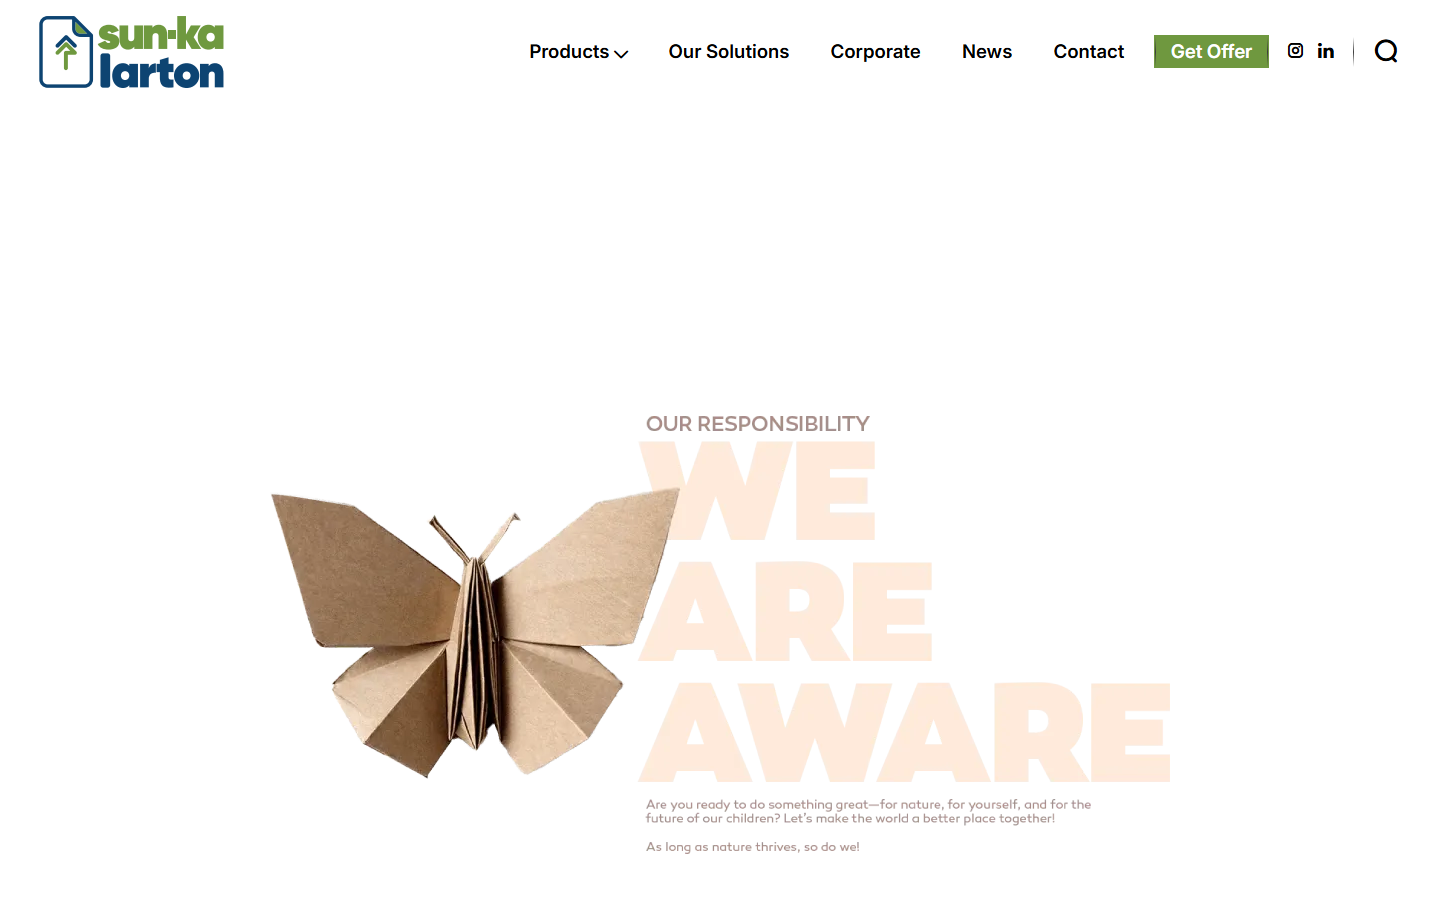 sun-ka
larton
Products
Our Solutions
Corporate
News
Contact
Get Offer
OUR RESPONSIBILITY
WE
ARE
AWARE
Are you ready to do something great—for nature, for yourself, and for the
future of our children? Let's make the world a better place together!
As long as nature thrives, so do we!